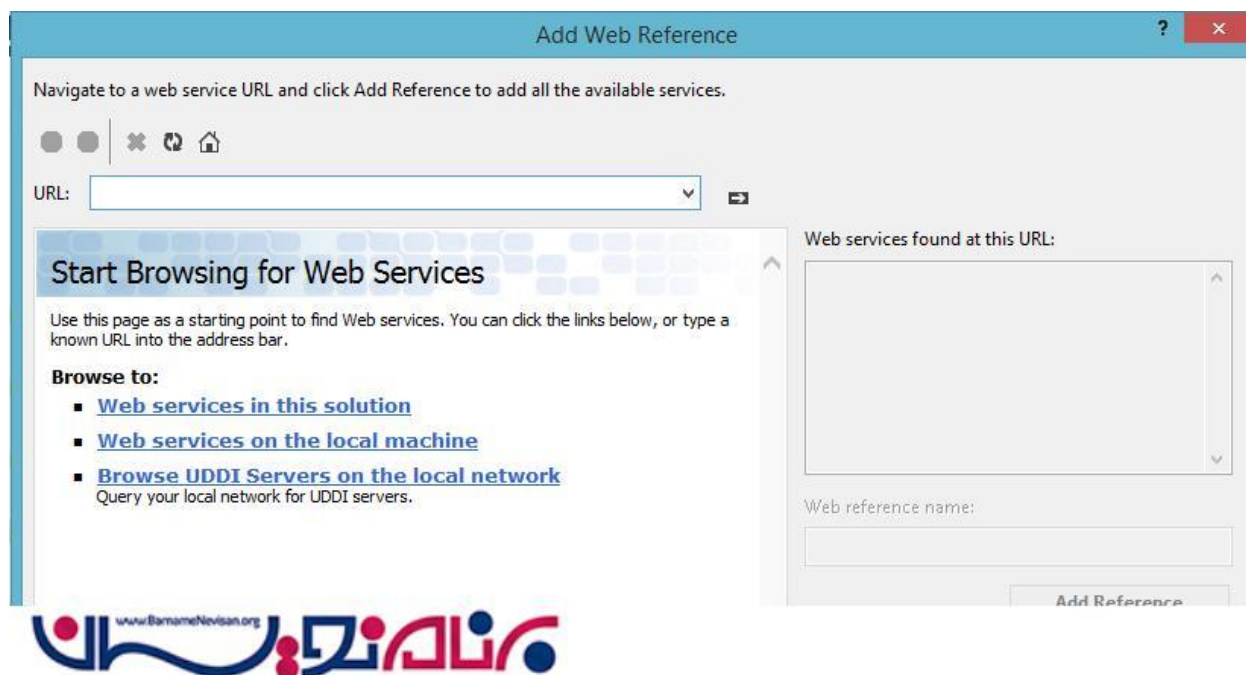 Add Web Reference
?
Navigate to a web service URL and click Add Reference to add all the available services.
URL:
Start Browsing for Web Services
Use this page as a starting point to find Web services. You can click the links below, or type a
known URL into the address bar.
Browse to:
Web services in this solution
Web services on the local machine
Browse UDDI Servers on the local network
Query your local network for UDDI servers.
Web services found at this URL:
Web reference name:
Add Reference
www.BarnameNevisan.org
برنامه نویسان